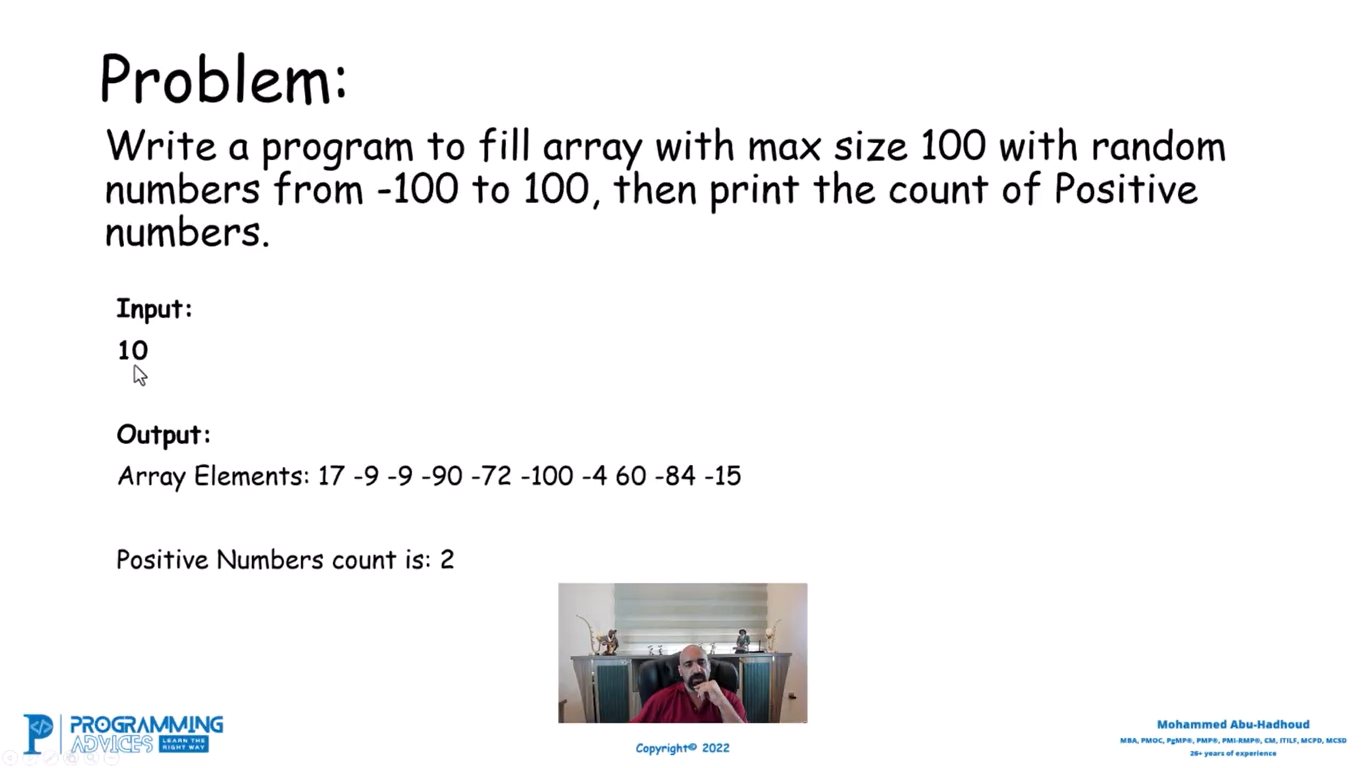 Problem:
Write a program to fill array with max size 100 with random
numbers from -100 to 100, then print the count of Positive
numbers.
Input:
10
Output:
Array Elements: 17 -9 -9 -90 -72 -100 -4 60 -84 -15
Positive Numbers count is: 2
PROGRAMMING
ADVICES LEARN THE RIGHT WAY
Copyright© 2022
Mohammed Abu-Hadhoud
MBA, PMOC, PgMP®, PMP®, PMI-RMP®, CM, ITILF, MCPD, MCSD
26+ years of experience